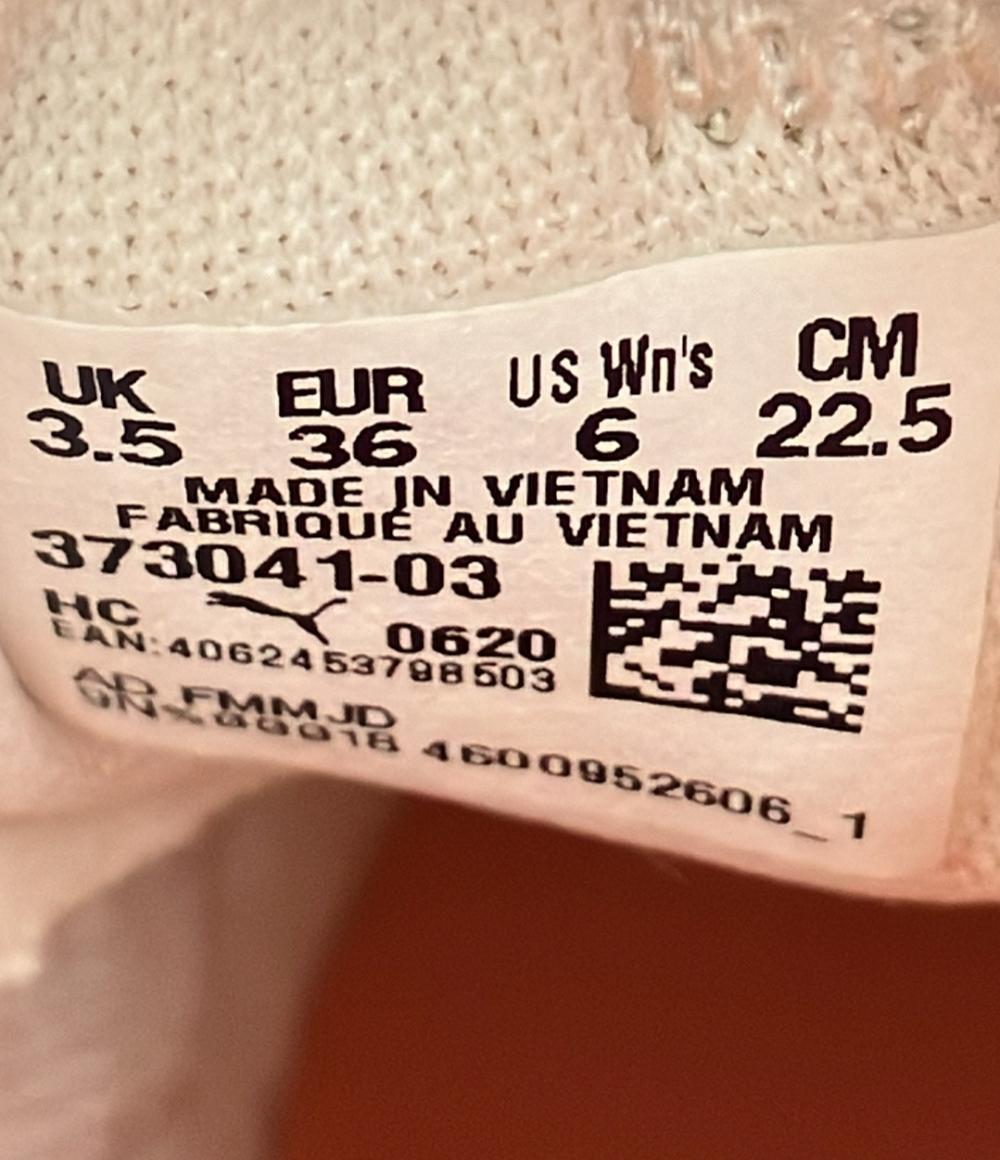 UK EUR US Wn's CM
3.5 36 6 22.5
MADE IN VIETNAM
FABRIQUÉ AU VIETNAM
373041-03
HC 0620
EAN:4062453798503
AD FMMJD
4600952606_1